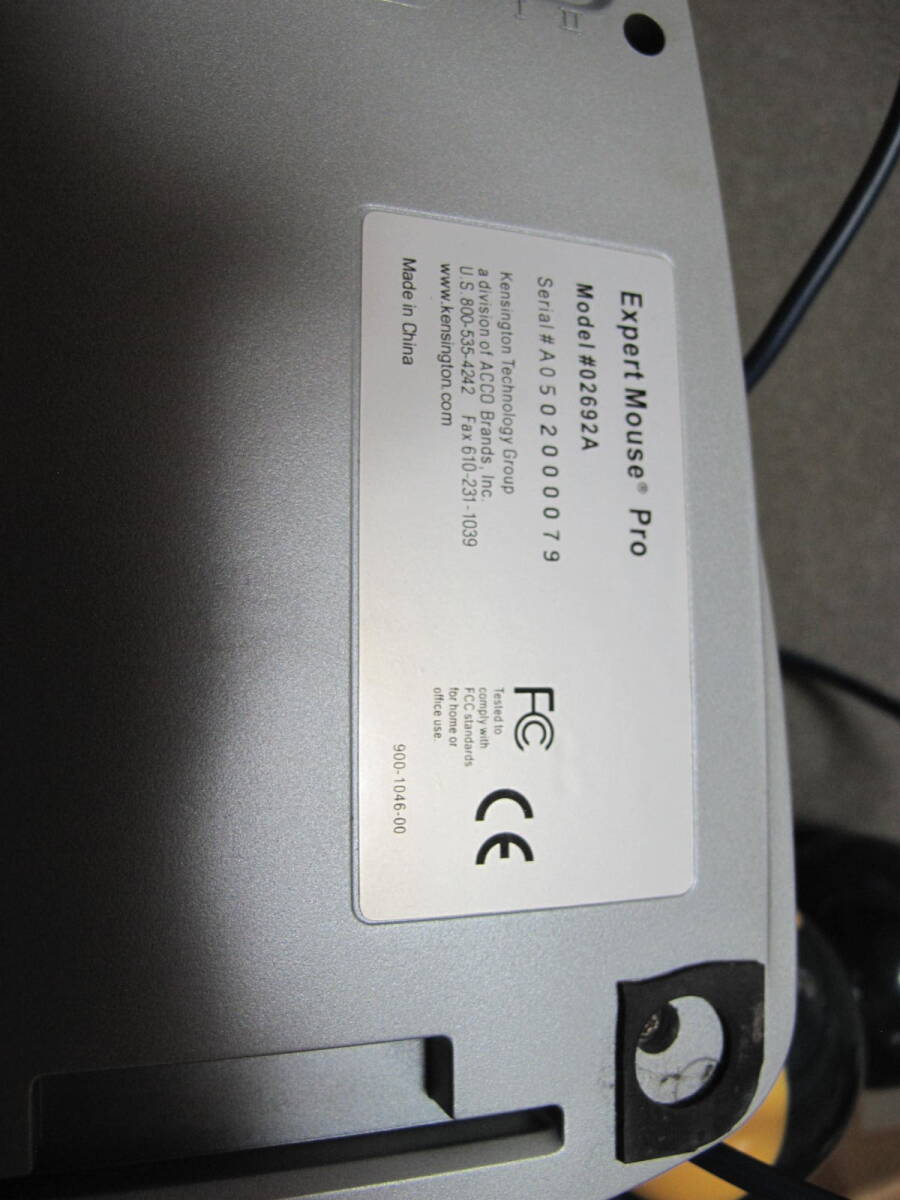 Expert Mouse® Pro
Model #02692A
Serial # A050200079
Kensington Technology Group
a division of ACCO Brands, Inc.
U.S. 800-535-4242 Fax 610-231-1039
www.kensington.com
Made in China
FC
Tested to
comply with
FCC standards
for home or
office use.
CE
900-1046-00